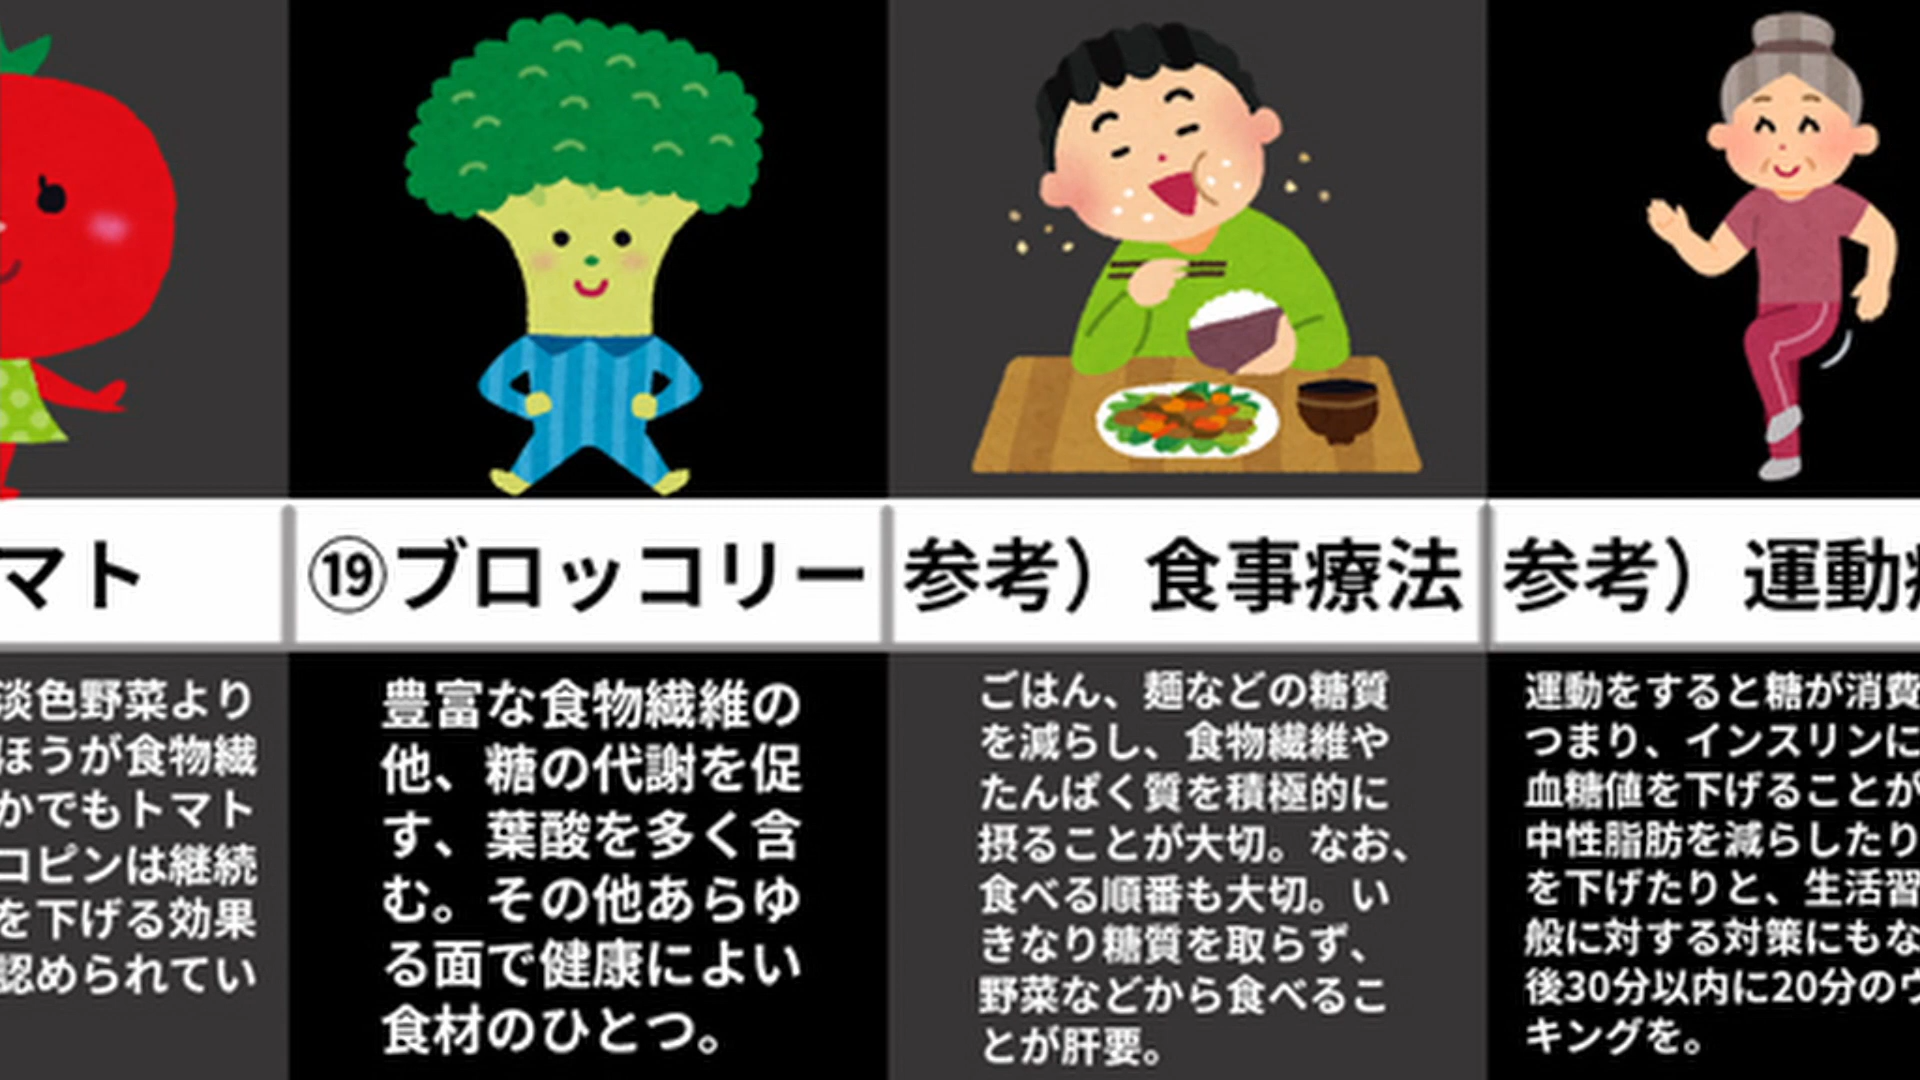 マト
淡色野菜より
ほうが食物繊
かでもトマト
コピンは継続
を下げる効果
認められてい
⑲ブロッコリー
豊富な食物繊維の
他、糖の代謝を促
す、葉酸を多く含
む。その他あらゆ
る面で健康によい
食材のひとつ。
参考）食事療法
ごはん、麺などの糖質
を減らし、食物繊維や
たんぱく質を積極的に
摂ることが大切。なお、
食べる順番も大切。い
きなり糖質を取らず、
野菜などから食べるこ
とが肝要。
参考）運動
運動をすると糖が消費
つまり、インスリンに
血糖値を下げることが
中性脂肪を減らしたり
を下げたりと、生活習
般に対する対策にもな
後30分以内に20分のウ
キングを。